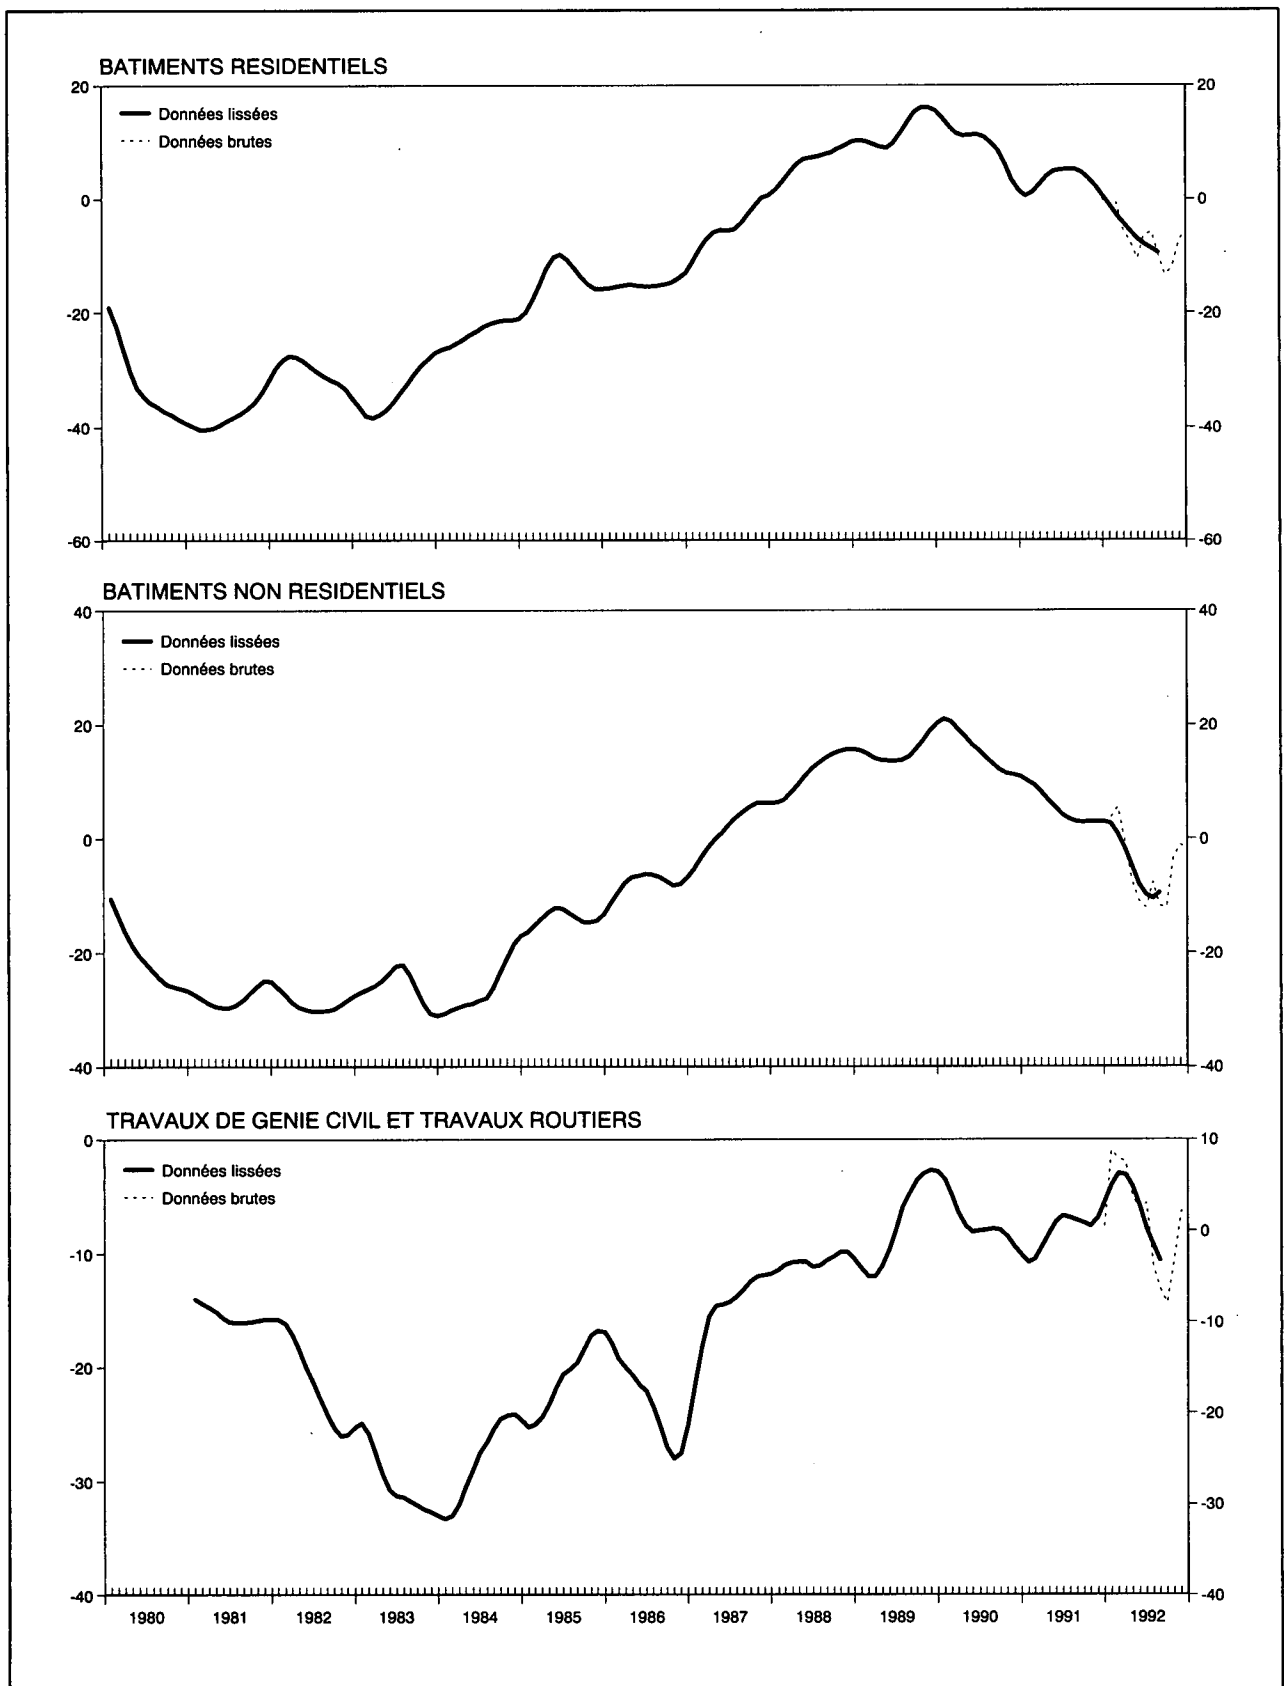 BATIMENTS RESIDENTIELS
20 20
Données lissées
Données brutes
0 0
-20 -20
-40 -40
-60 -60
BATIMENTS NON RESIDENTIELS
40 40
Données lissées
Données brutes
20 20
0 0
-20 -20
-40 -40
TRAVAUX DE GENIE CIVIL ET TRAVAUX ROUTIERS
0 10
Données lissées
Données brutes
0
-10
-10
-20
-20
-30
-30
-40 -40
1980 1981 1982 1983 1984 1985 1986 1987 1988 1989 1990 1991 1992